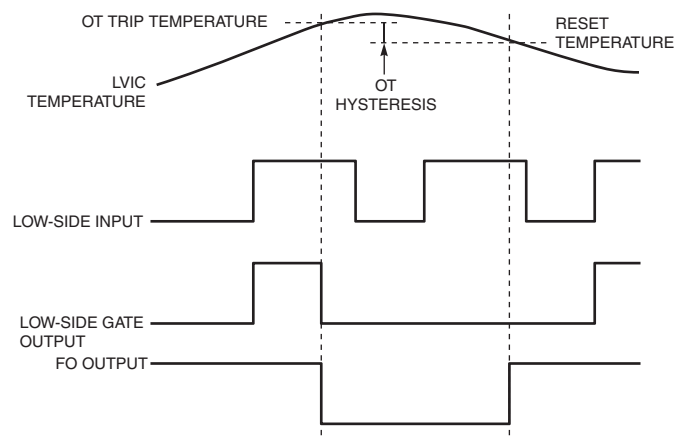 OT TRIP TEMPERATURE
RESET
TEMPERATURE
LVIC
TEMPERATURE
OT
HYSTERESIS
LOW-SIDE INPUT
LOW-SIDE GATE
OUTPUT
FO OUTPUT